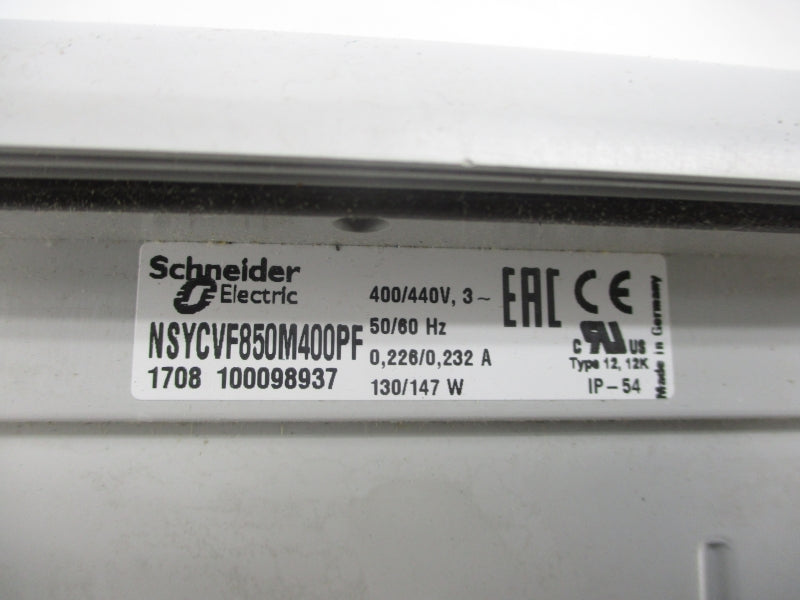 Schneider
Electric
NSYCVF850M400PF
1708 100098937
400/440V, 3~
50/60 Hz
0,226/0,232 A
130/147 W
EAC CE
C RU US
Type 12, 12K
IP-54
Made in Germany